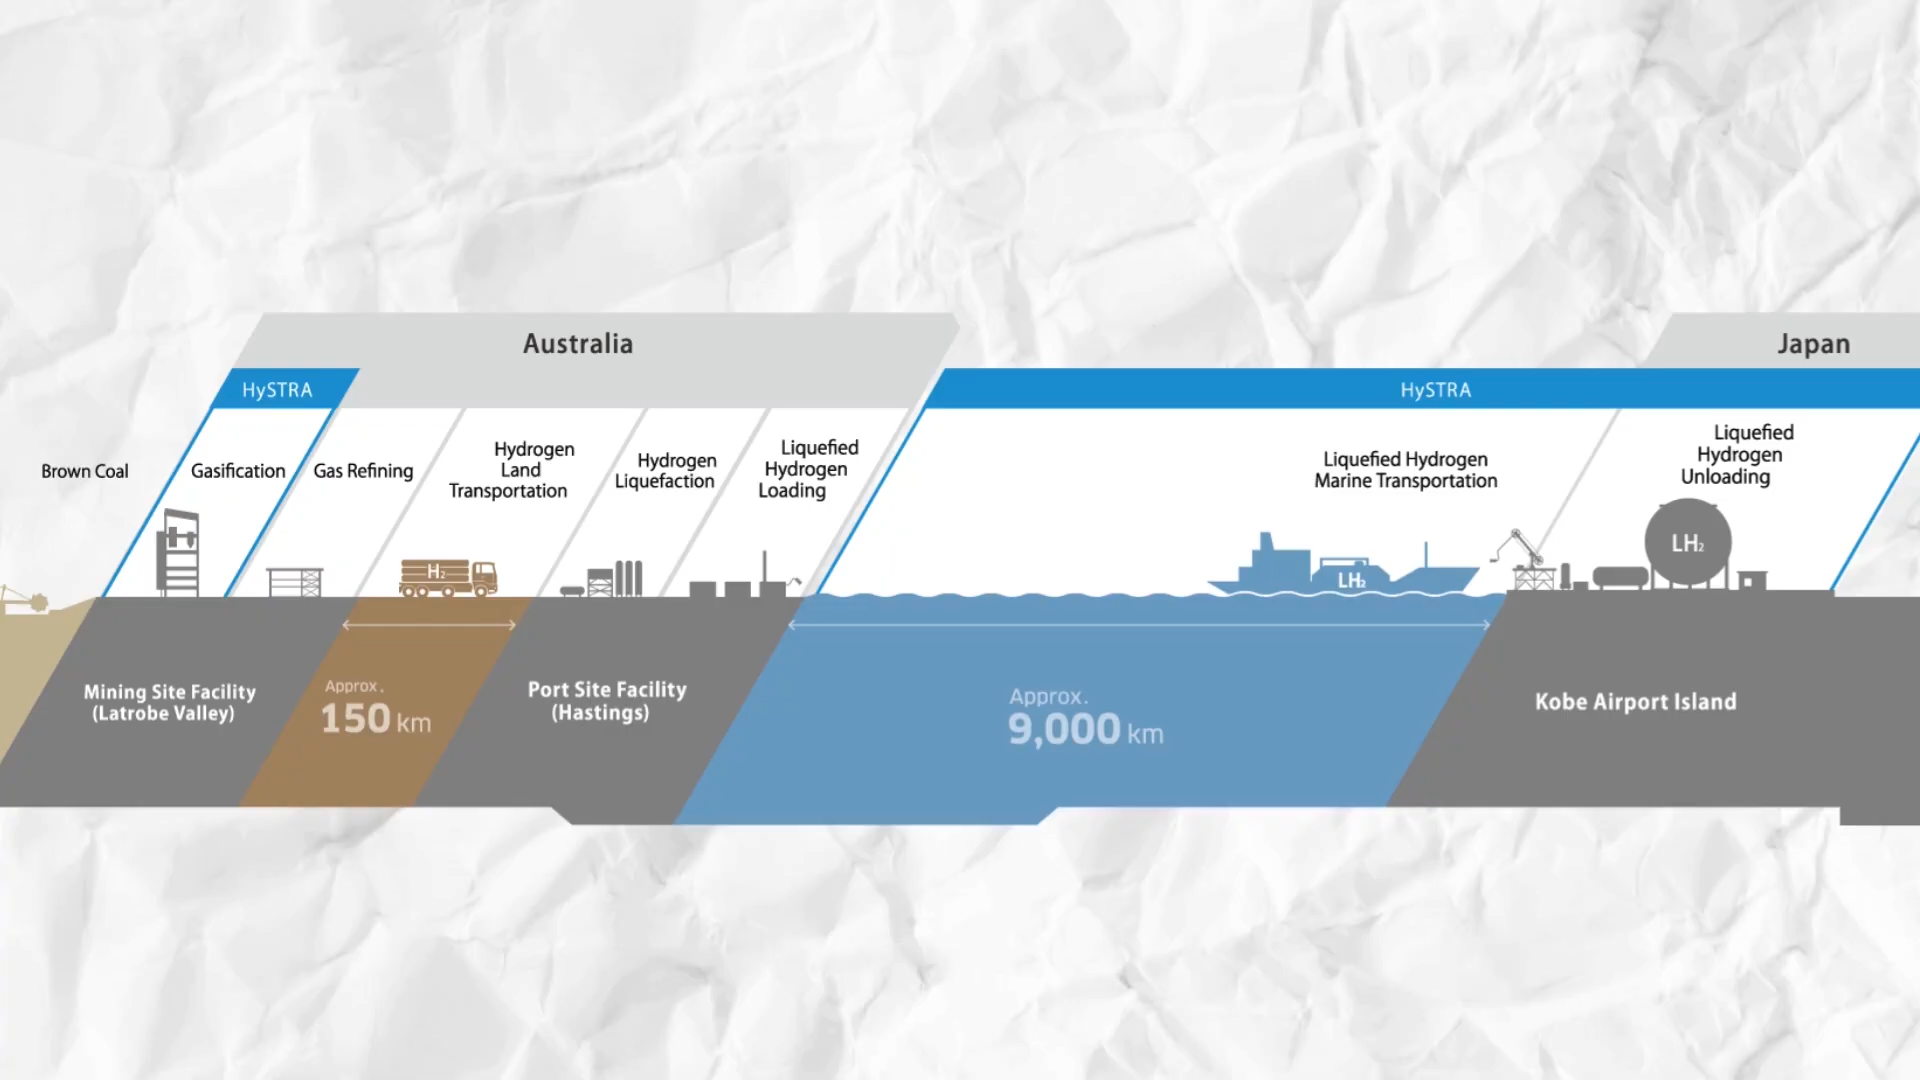 Australia
Japan
HySTRA
HySTRA
Brown Coal
Gasification
Gas Refining
Hydrogen
Land
Transportation
Hydrogen
Liquefaction
Liquefied
Hydrogen
Loading
Liquefied Hydrogen
Marine Transportation
Liquefied
Hydrogen
Unloading
H₂
LH₂
LH₂
Mining Site Facility
(Latrobe Valley)
Approx.
150 km
Port Site Facility
(Hastings)
Approx.
9,000 km
Kobe Airport Island